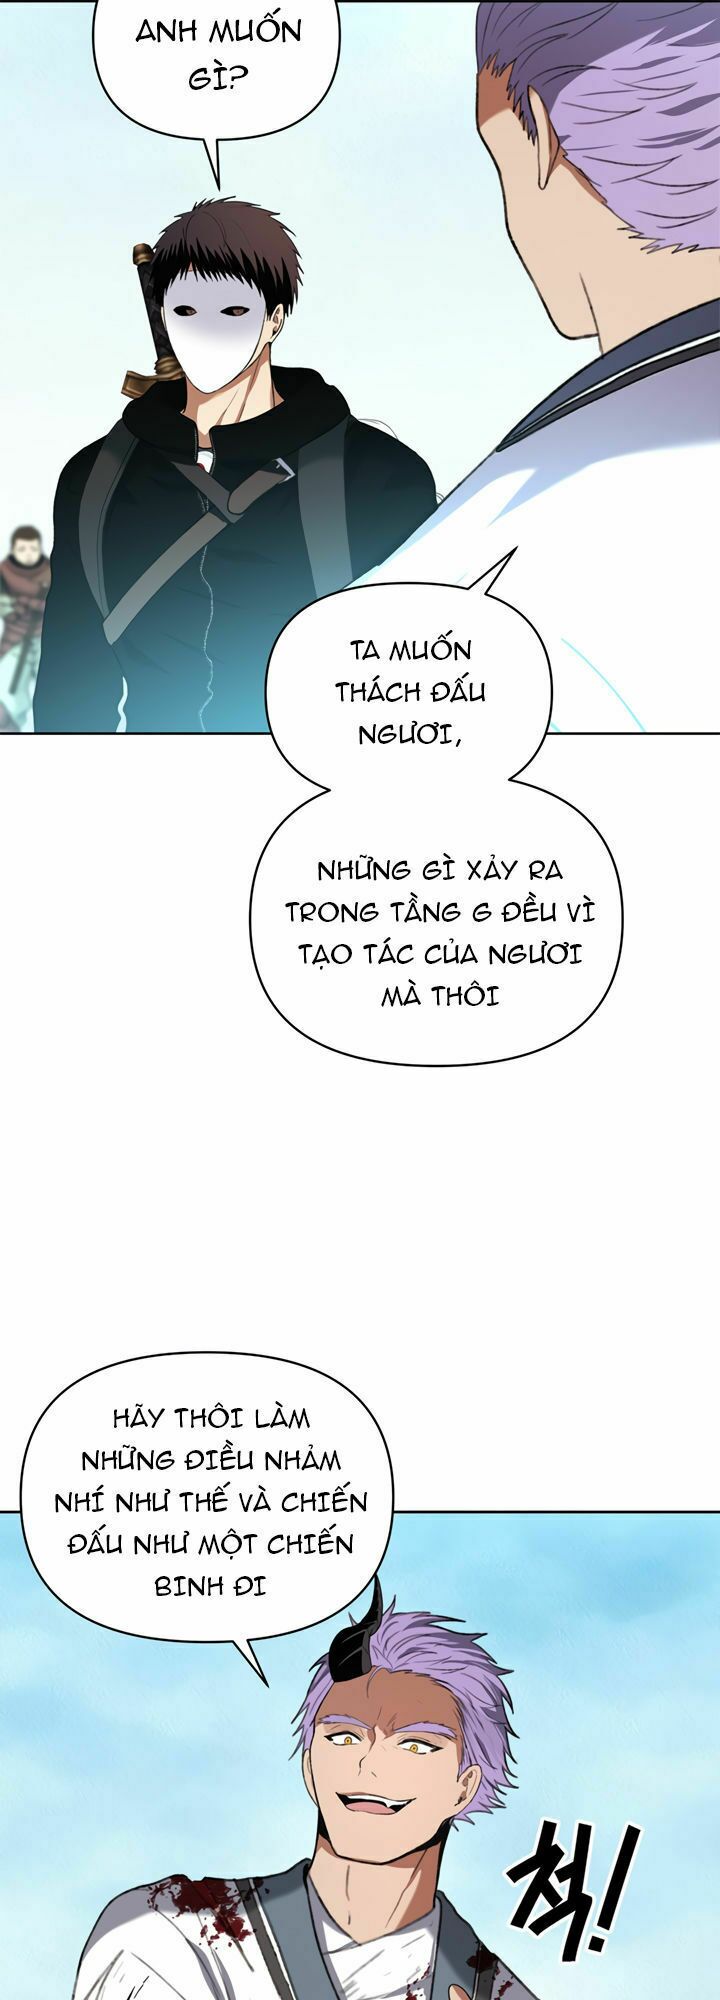 ANH MUỐN
GÌ?
TA MUỐN
THÁCH ĐẤU
NGƯƠI,
NHỮNG GÌ XẢY RA
TRONG TẦNG G ĐỀU VÌ
TẠO TÁC CỦA NGƯƠI
MÀ THÔI
HÃY THÔI LÀM
NHỮNG ĐIỀU NHẢM
NHÍ NHƯ THẾ VÀ CHIẾN
ĐẤU NHƯ MỘT CHIẾN
BINH ĐI
척!